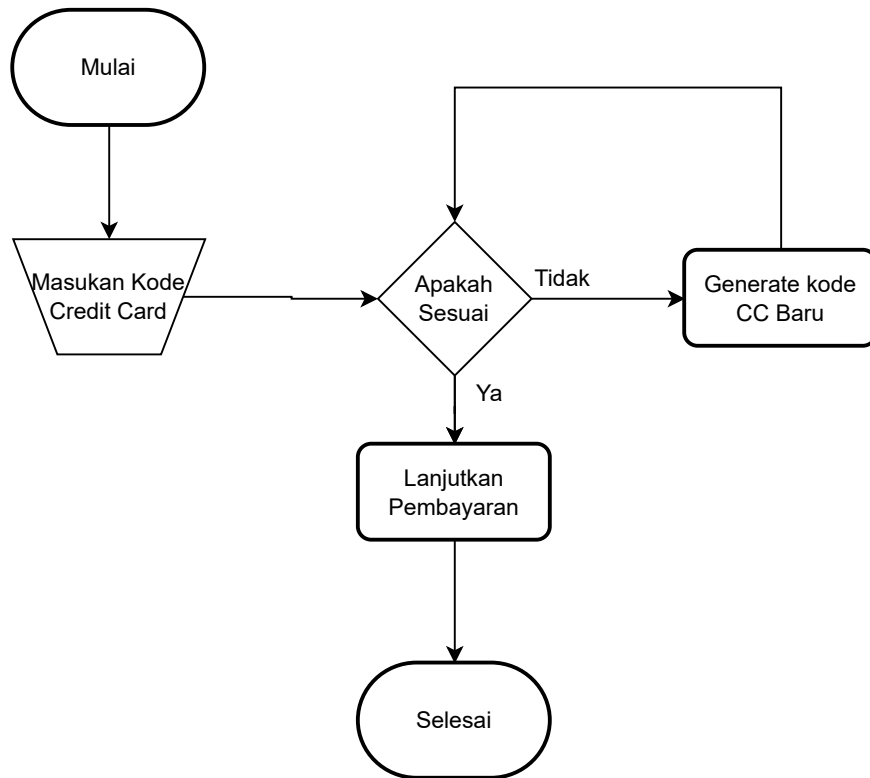 Mulai
Masukan Kode
Credit Card
Apakah
Sesuai
Tidak
Generate kode
CC Baru
Ya
Lanjutkan
Pembayaran
Selesai